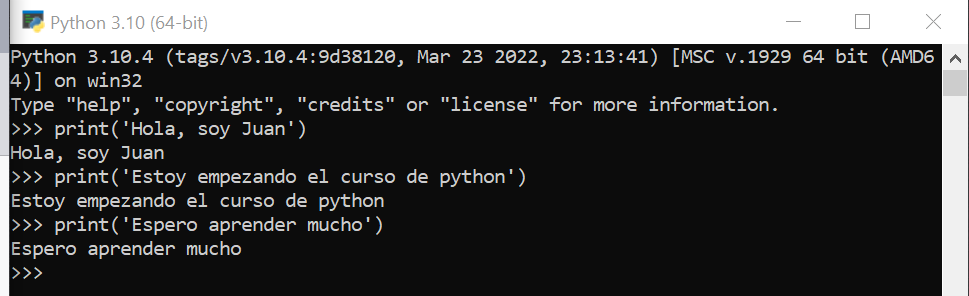 Python 3.10 (64-bit)
Python 3.10.4 (tags/v3.10.4:9d38120, Mar 23 2022, 23:13:41) [MSC v.1929 64 bit (AMD6
4)] on win32
Type "help", "copyright", "credits" or "license" for more information.
>>> print('Hola, soy Juan')
Hola, soy Juan
>>> print('Estoy empezando el curso de python')
Estoy empezando el curso de python
>>> print('Espero aprender mucho')
Espero aprender mucho
>>>